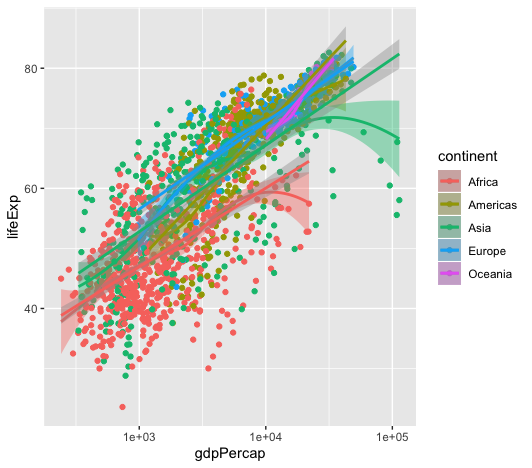 80
60
40
lifeExp
1e+03 1e+04 1e+05
gdpPercap
continent
Africa
Americas
Asia
Europe
Oceania